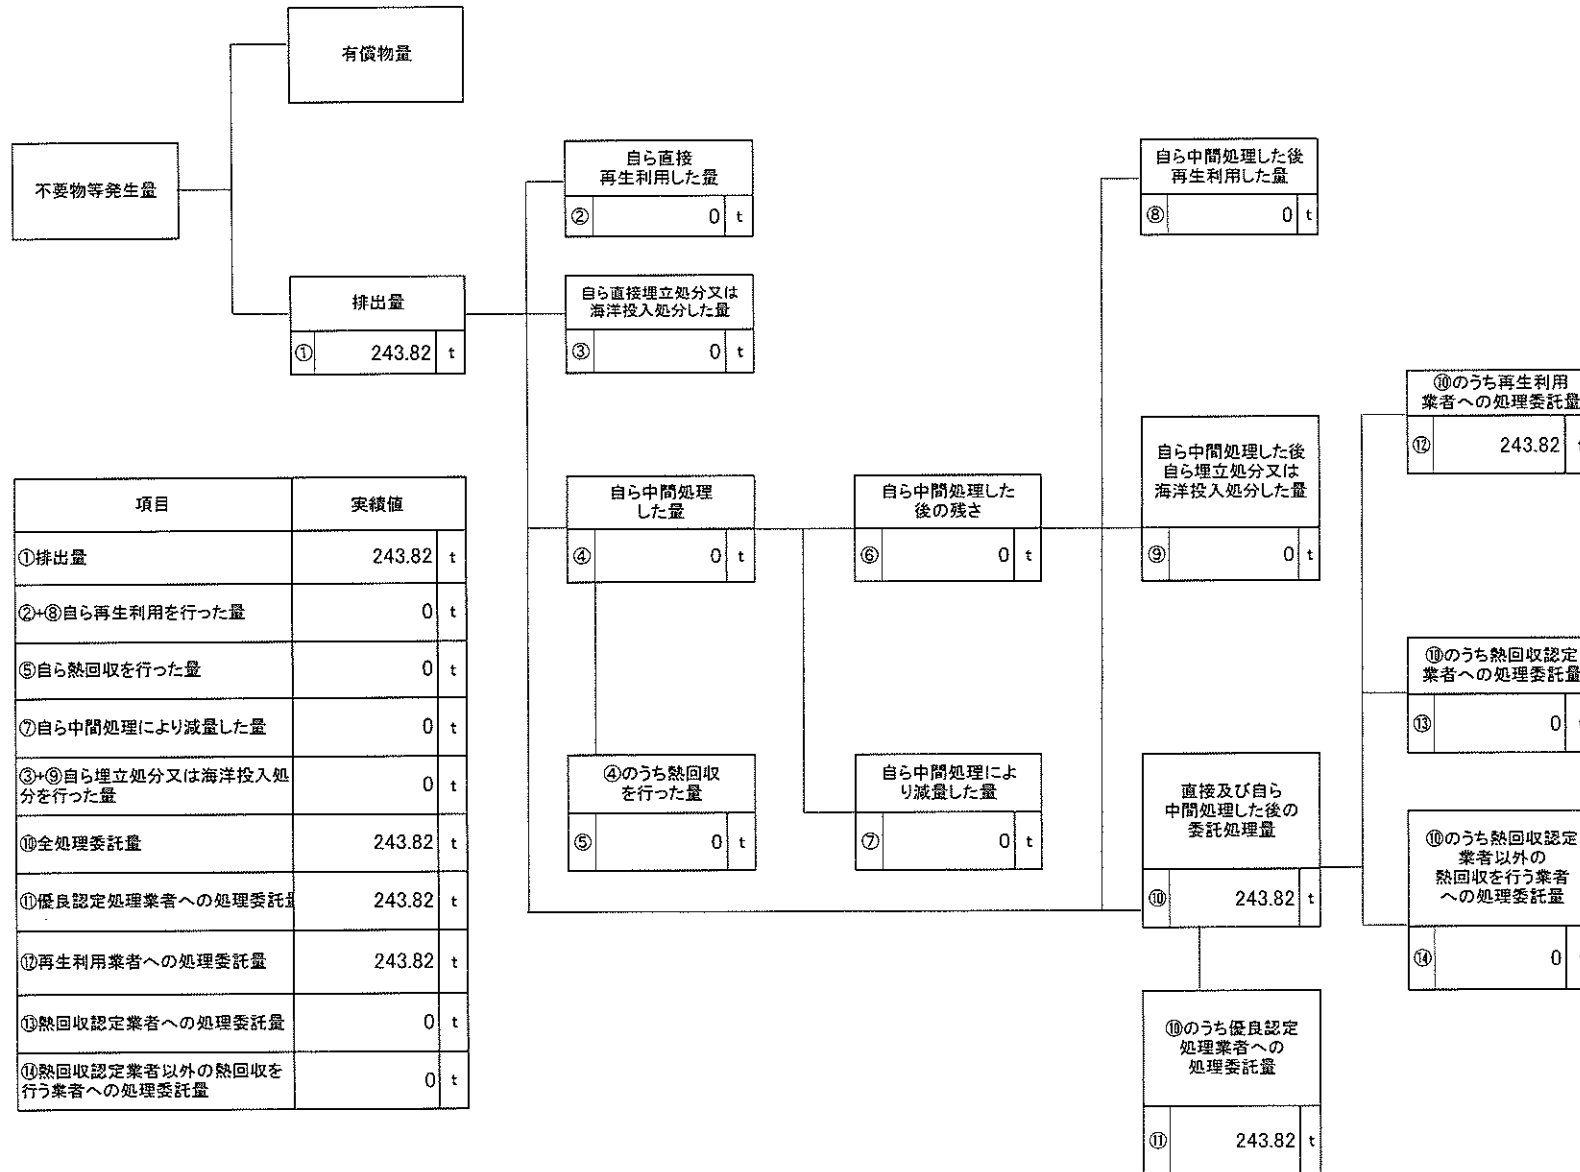 有償物量
不要物等発生量
排出量
① 243.82 t
自ら直接
再生利用した量
② 0 t
自ら直接埋立処分又は
海洋投入処分した量
③ 0 t
自ら中間処理
した量
④ 0 t
④のうち熱回収
を行った量
⑤ 0 t
自ら中間処理した
後の残さ
⑥ 0 t
自ら中間処理によ
り減量した量
⑦ 0 t
自ら中間処理した後
再生利用した量
⑧ 0 t
自ら中間処理した後
自ら埋立処分又は
海洋投入処分した量
⑨ 0 t
直接及び自ら
中間処理した後の
委託処理量
⑩ 243.82 t
⑩のうち優良認定
処理業者への
処理委託量
⑪ 243.82 t
⑩のうち再生利用
業者への処理委託量
⑫ 243.82
⑩のうち熱回収認定
業者への処理委託量
⑬ 0
⑩のうち熱回収認定
業者以外の
熱回収を行う業者
への処理委託量
⑭ 0
項目 実績値
①排出量 243.82 t
②+⑧自ら再生利用を行った量 0 t
⑤自ら熱回収を行った量 0 t
⑦自ら中間処理により減量した量 0 t
③+⑨自ら埋立処分又は海洋投入処
分を行った量 0 t
⑩全処理委託量 243.82 t
⑪優良認定処理業者への処理委託量 243.82 t
⑫再生利用業者への処理委託量 243.82 t
⑬熱回収認定業者への処理委託量 0 t
⑭熱回収認定業者以外の熱回収を
行う業者への処理委託量 0 t